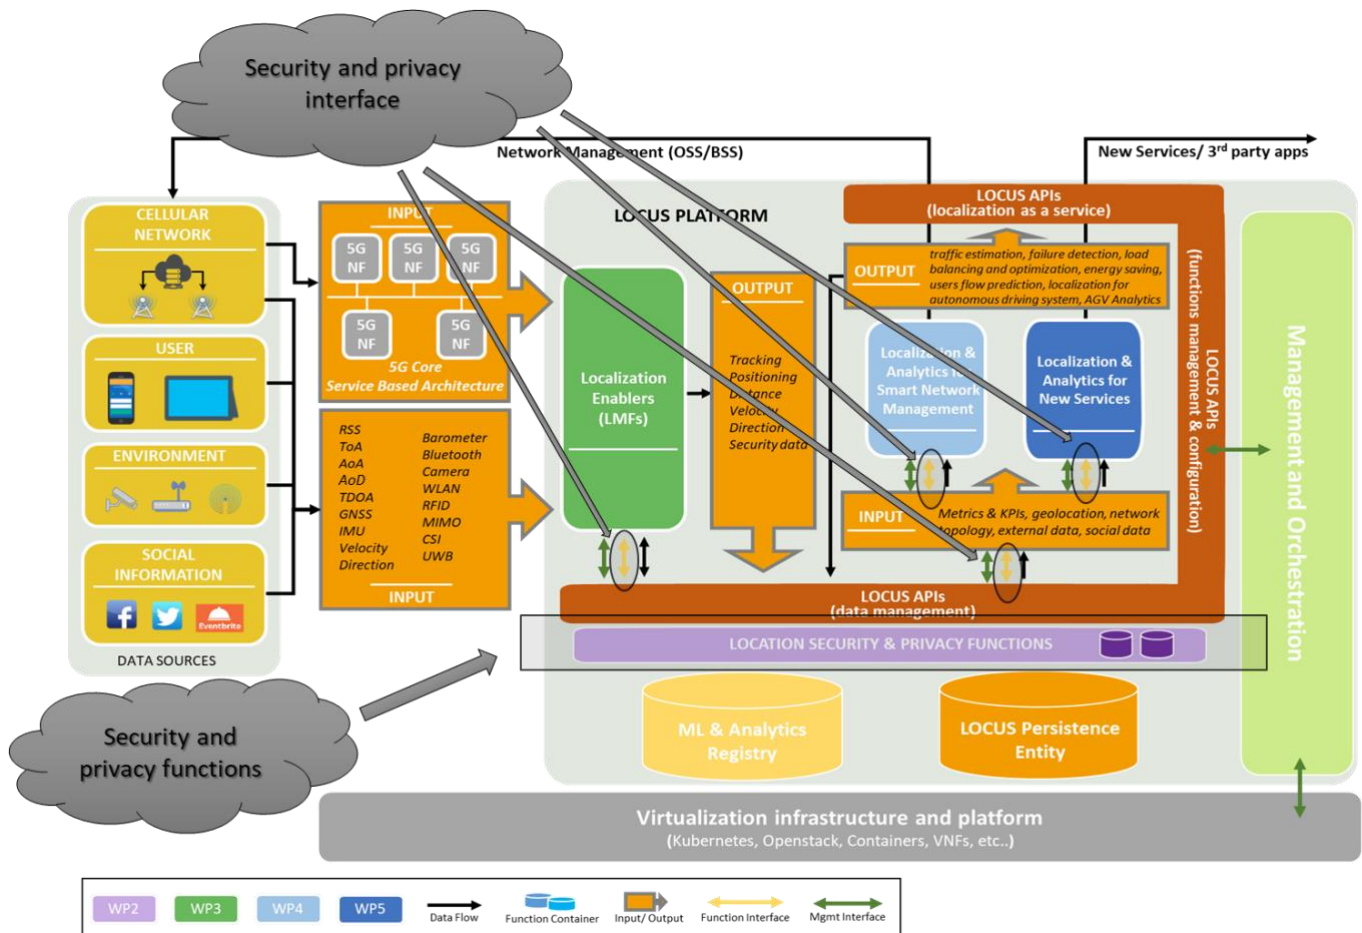 Security and privacy
interface
Network Management (OSS/BSS)
New Services/ 3rd party apps
CELLULAR
NETWORK
USER
ENVIRONMENT
SOCIAL
INFORMATION
Eventbrite
DATA SOURCES
INPUT
5G
NF
5G
NF
5G
NF
5G
NF
5G
NF
5G Core
Service Based Architecture
RSS
ToA
AoA
AoD
TDOA
GNSS
IMU
Velocity
Direction
Barometer
Bluetooth
Camera
WLAN
RFID
MIMO
CSI
UWB
INPUT
LOCUS PLATFORM
Localization
Enablers
(LMFs)
OUTPUT
Tracking
Positioning
Distance
Velocity
Direction
Security data
LOCUS APIs
(localization as a service)
OUTPUT
traffic estimation, failure detection, load
balancing and optimization, energy saving,
users flow prediction, localization for
autonomous driving system, AGV Analytics
Localization &
Analytics for
Smart Network
Management
Localization &
Analytics for
New Services
INPUT
Metrics & KPIs, geolocation, network
topology, external data, social data
LOCUS APIs
(functions management & configuration)
LOCUS APIs
(data management)
LOCATION SECURITY & PRIVACY FUNCTIONS
ML & Analytics
Registry
LOCUS Persistence
Entity
Management and Orchestration
Security and
privacy functions
Virtualization infrastructure and platform
(Kubernetes, Openstack, Containers, VNFs, etc..)
WP2
WP3
WP4
WP5
Data Flow
Function Container
Input/ Output
Function Interface
Mgmt Interface